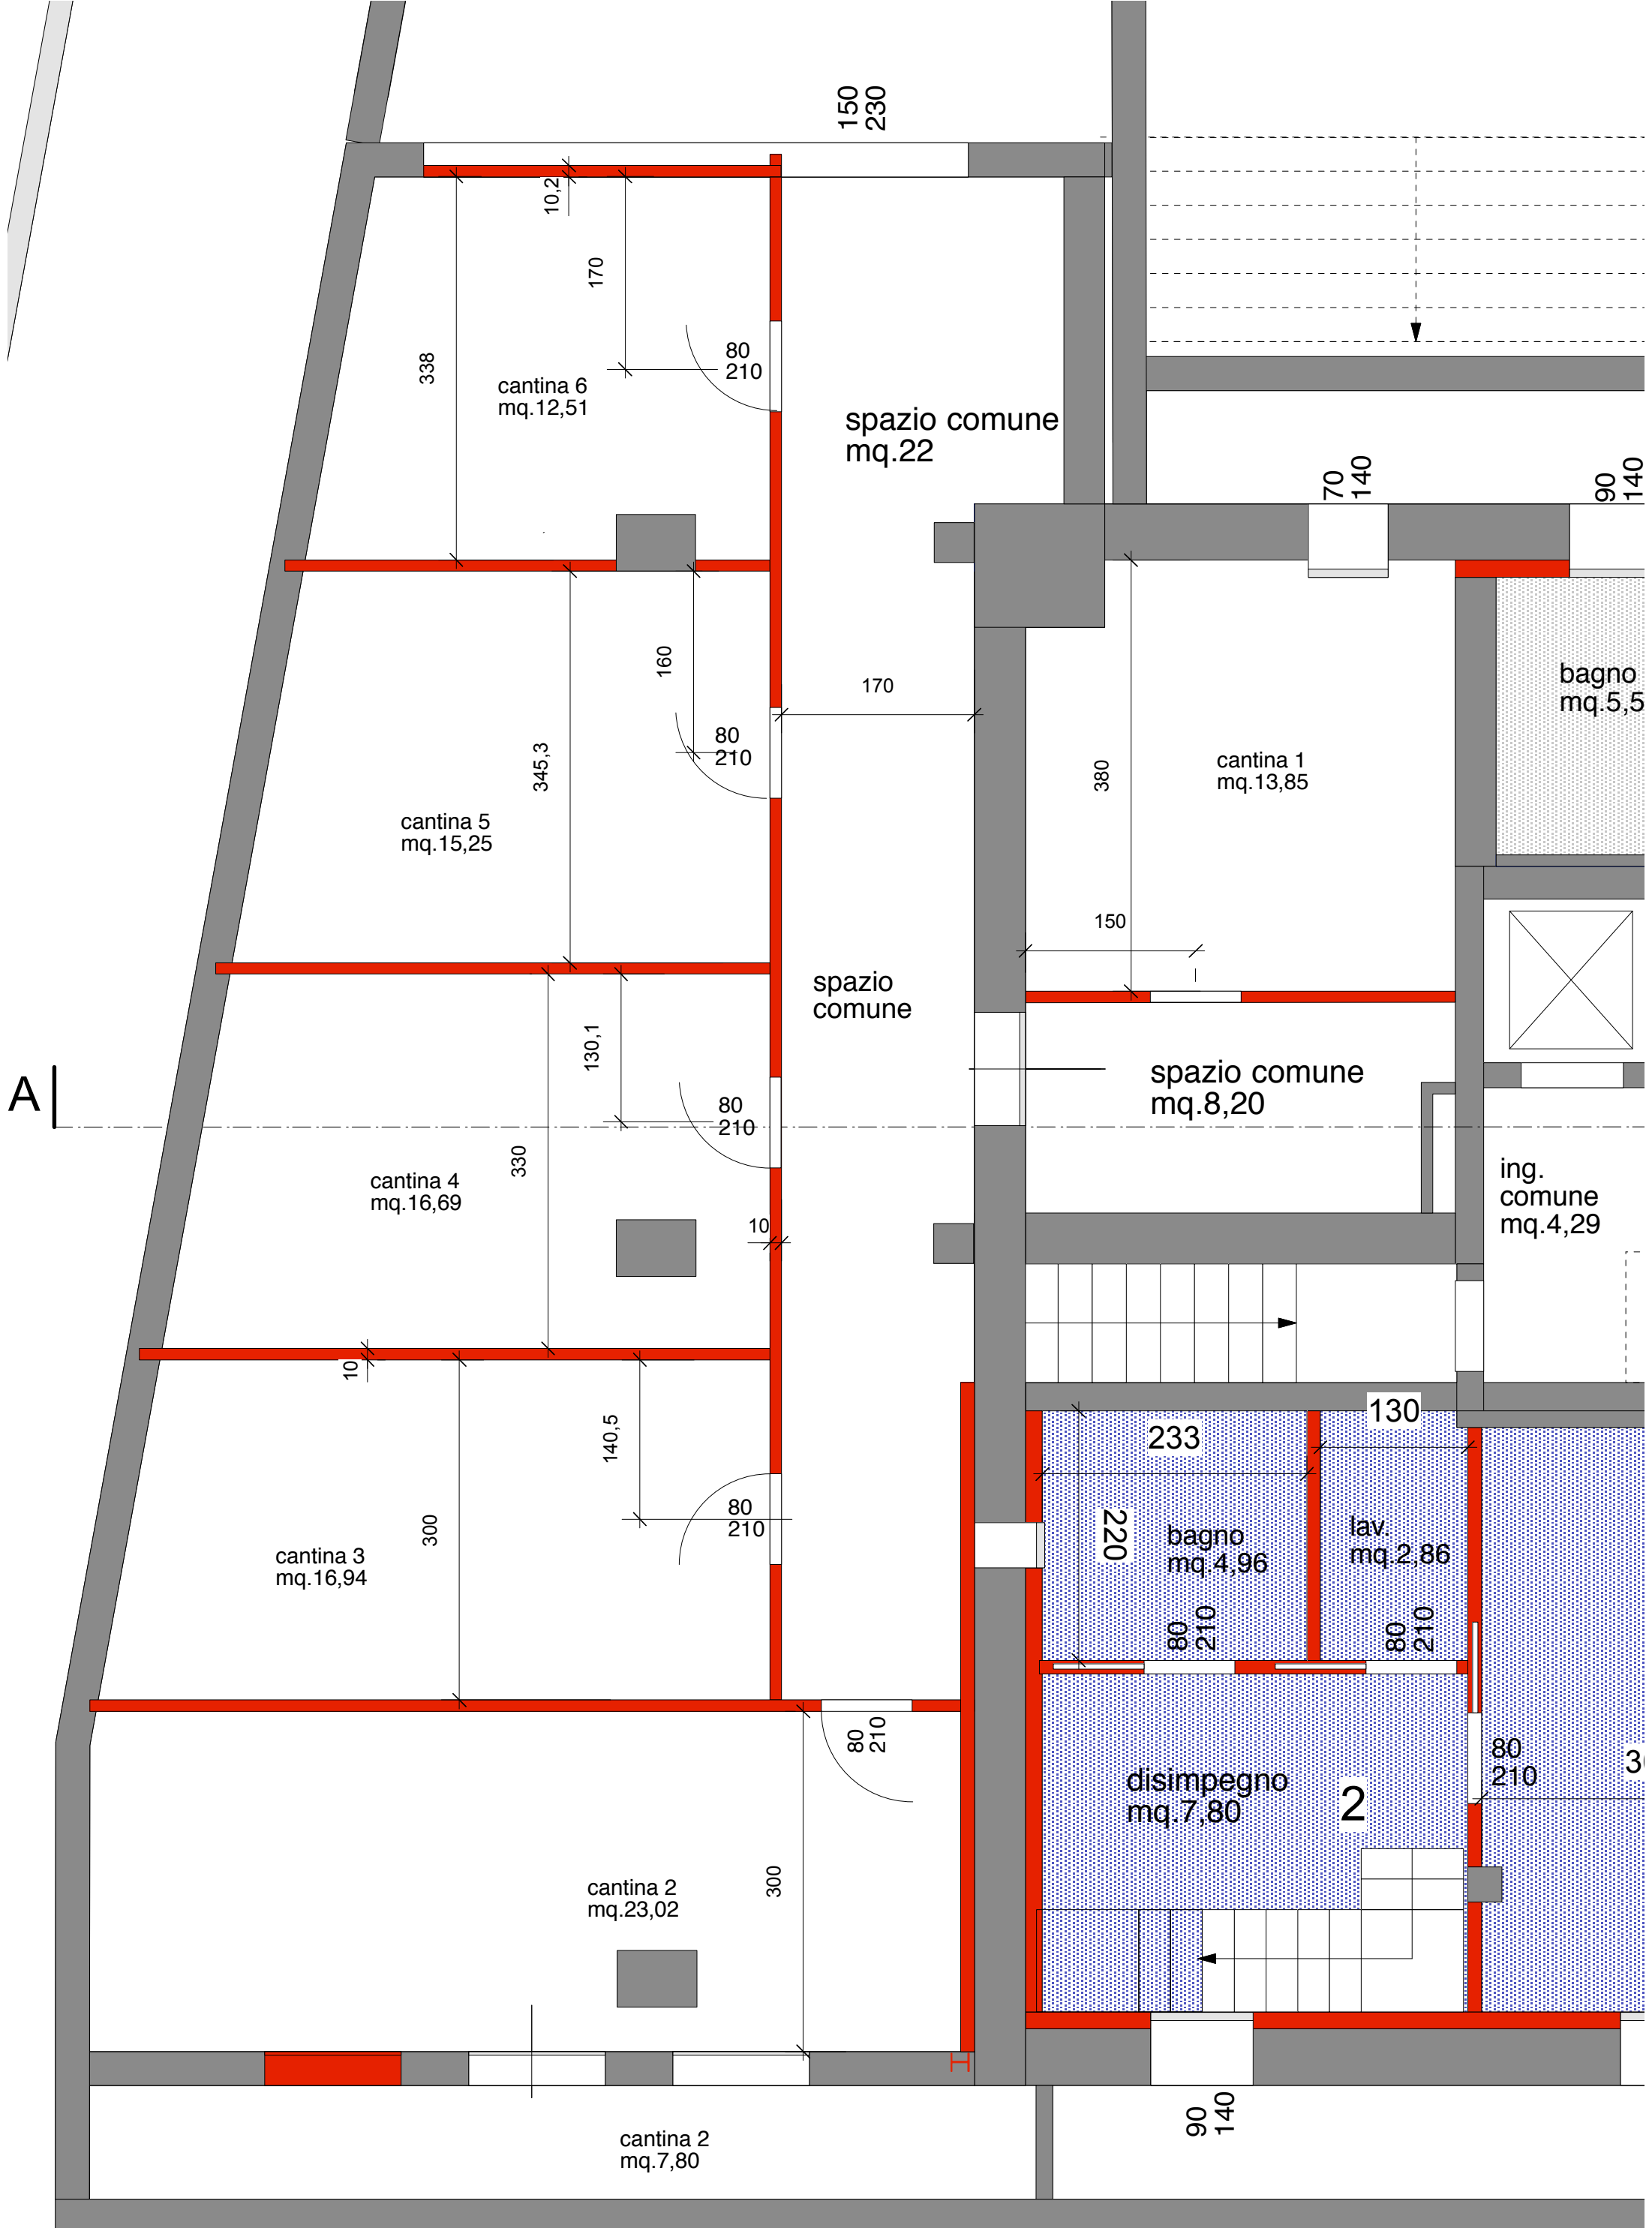 150
230
10,2
170
338
80
210
cantina 6
mq.12,51
spazio comune
mq.22
70
140
90
140
160
170
bagno
mq.5,5
80
210
345,3
380
cantina 1
mq.13,85
cantina 5
mq.15,25
150
spazio
comune
130,1
80
210
spazio comune
mq.8,20
A
330
cantina 4
mq.16,69
ing.
comune
mq.4,29
10
10
140,5
130
233
80
210
300
220
bagno
mq.4,96
lav.
mq.2,86
cantina 3
mq.16,94
80
210
80
210
80
210
80
210
disimpegno
mq.7,80
2
300
cantina 2
mq.23,02
H
90
140
cantina 2
mq.7,80